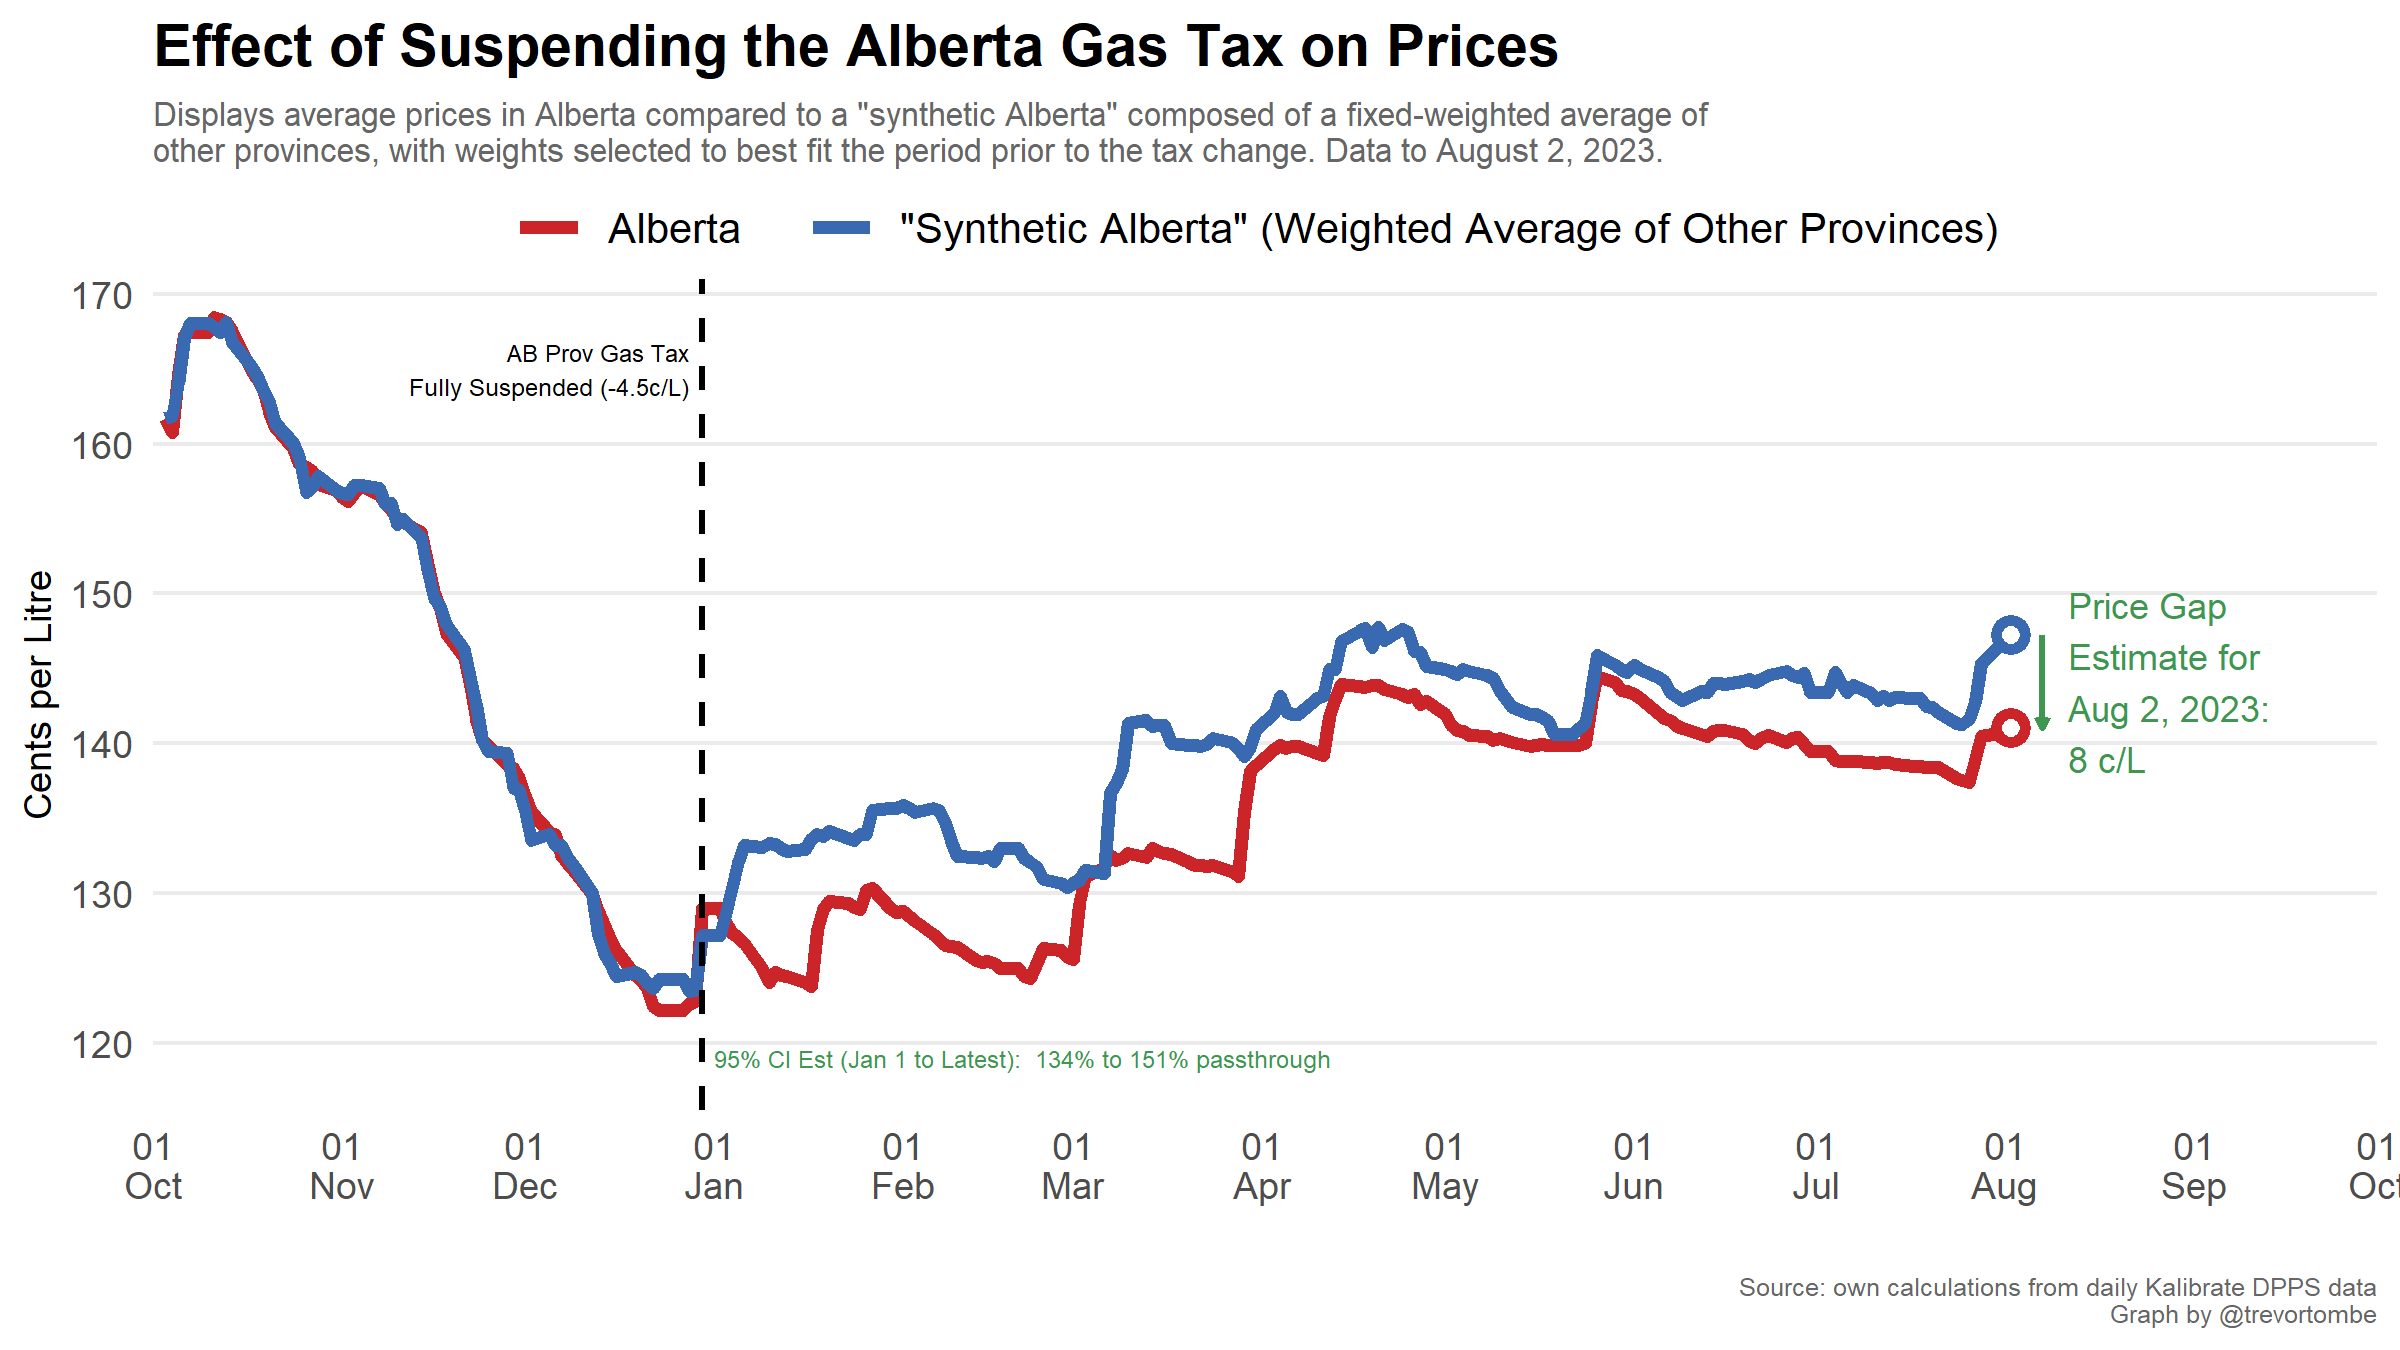 Effect of Suspending the Alberta Gas Tax on Prices
Displays average prices in Alberta compared to a "synthetic Alberta" composed of a fixed-weighted average of
other provinces, with weights selected to best fit the period prior to the tax change. Data to August 2, 2023.
Alberta
"Synthetic Alberta" (Weighted Average of Other Provinces)
Cents per Litre
170
160
150
140
130
120
AB Prov Gas Tax
Fully Suspended (-4.5c/L)
Price Gap
Estimate for
Aug 2, 2023:
8 c/L
95% CI Est (Jan 1 to Latest):  134% to 151% passthrough
01 01 01 01 01 01 01 01 01 01 01 01 01
Oct Nov Dec Jan Feb Mar Apr May Jun Jul Aug Sep Oct
Source: own calculations from daily Kalibrate DPPS data
Graph by @trevortombe